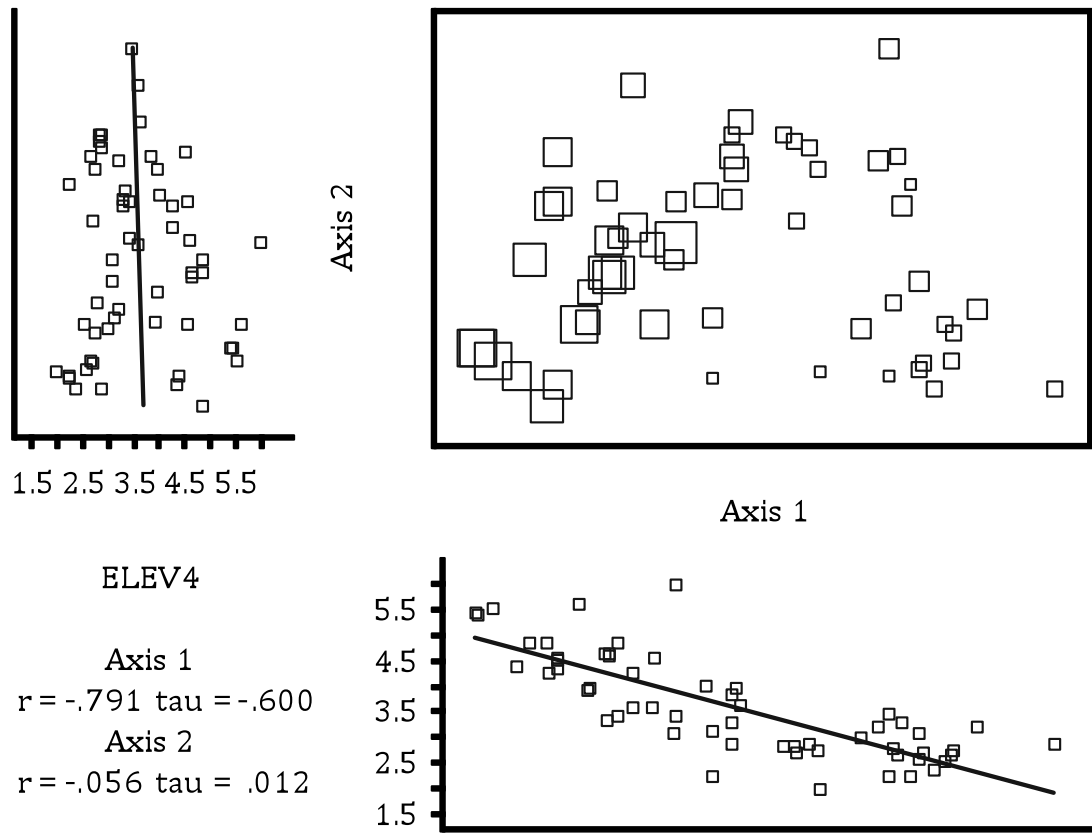 Axis 2
1.5 2.5 3.5 4.5 5.5
Axis 1
ELEV4
Axis 1
r = -.791 tau = -.600
Axis 2
r = -.056 tau = .012
5.5
4.5
3.5
2.5
1.5